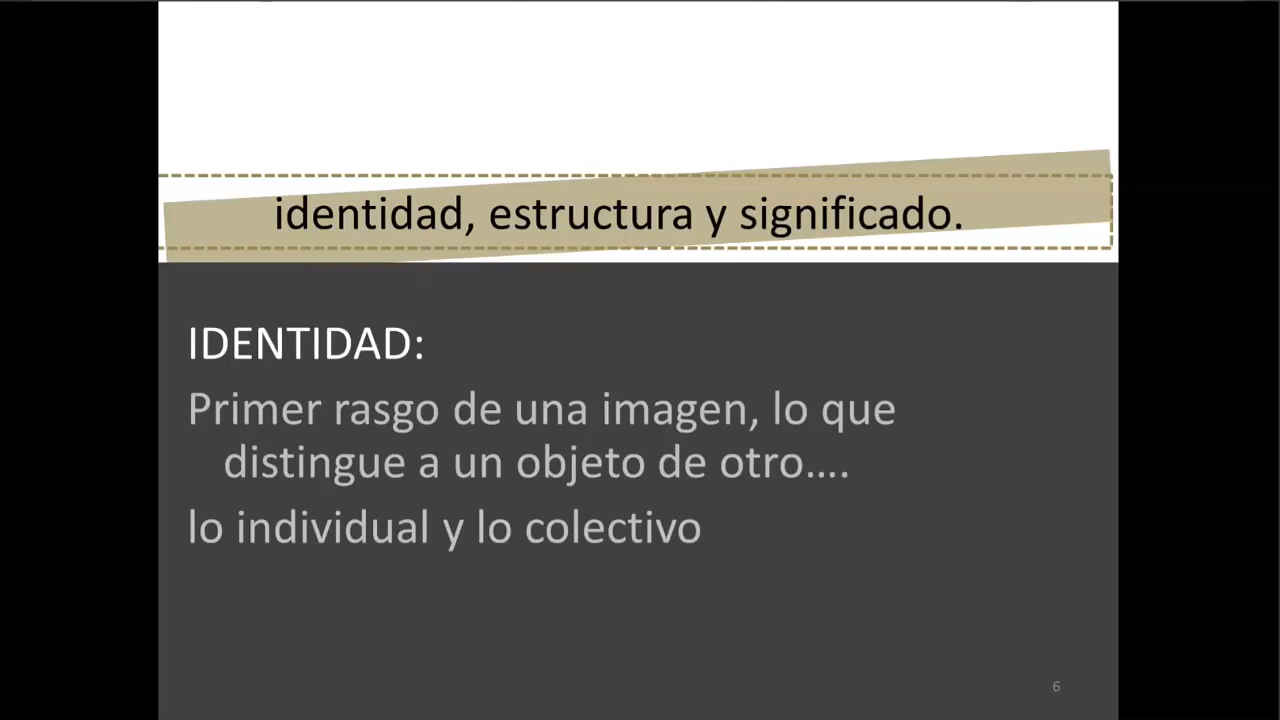 identidad, estructura y significado.
IDENTIDAD:
Primer rasgo de una imagen, lo que
distingue a un objeto de otro….
lo individual y lo colectivo
6